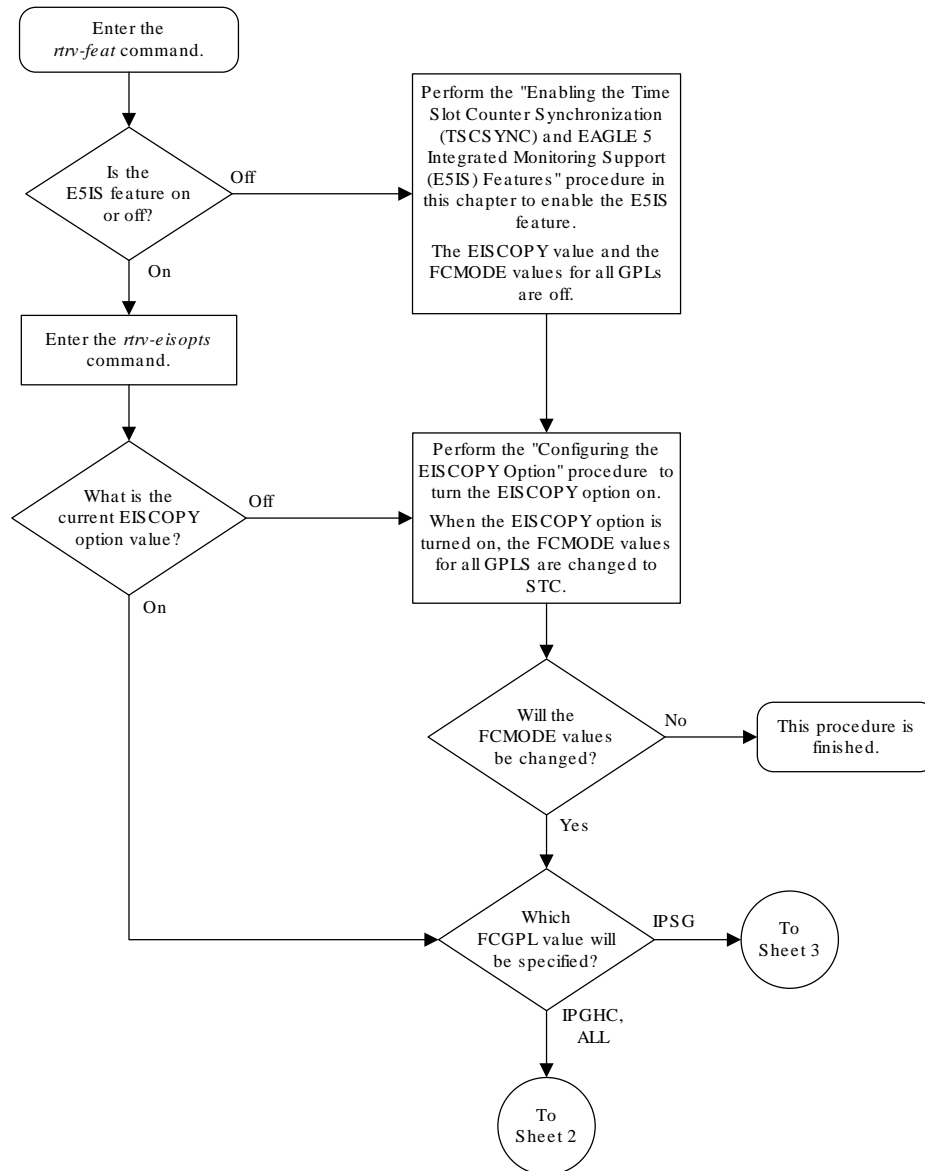 Enter the
rtrv-feat command.
Perform the "Enabling the Time
Slot Counter Synchronization
(TSCSYNC) and EAGLE 5
Integrated Monitoring Support
(E5IS) Features" procedure in
this chapter to enable the E5IS
feature.
The EISCOPY value and the
FCMODE values for all GPLs
are off.
Is the
E5IS feature on
or off?
Off
On
Enter the rtrv-eisopts
command.
What is the
current EISCOPY
option value?
Off
On
Perform the "Configuring the
EISCOPY Option" procedure to
turn the EISCOPY option on.
When the EISCOPY option is
turned on, the FCMODE values
for all GPLS are changed to
STC.
Will the
FCMODE values
be changed?
No
This procedure is
finished.
Yes
Which
FCGPL value will
be specified?
IPSG
To
Sheet 3
IPGHC,
ALL
To
Sheet 2